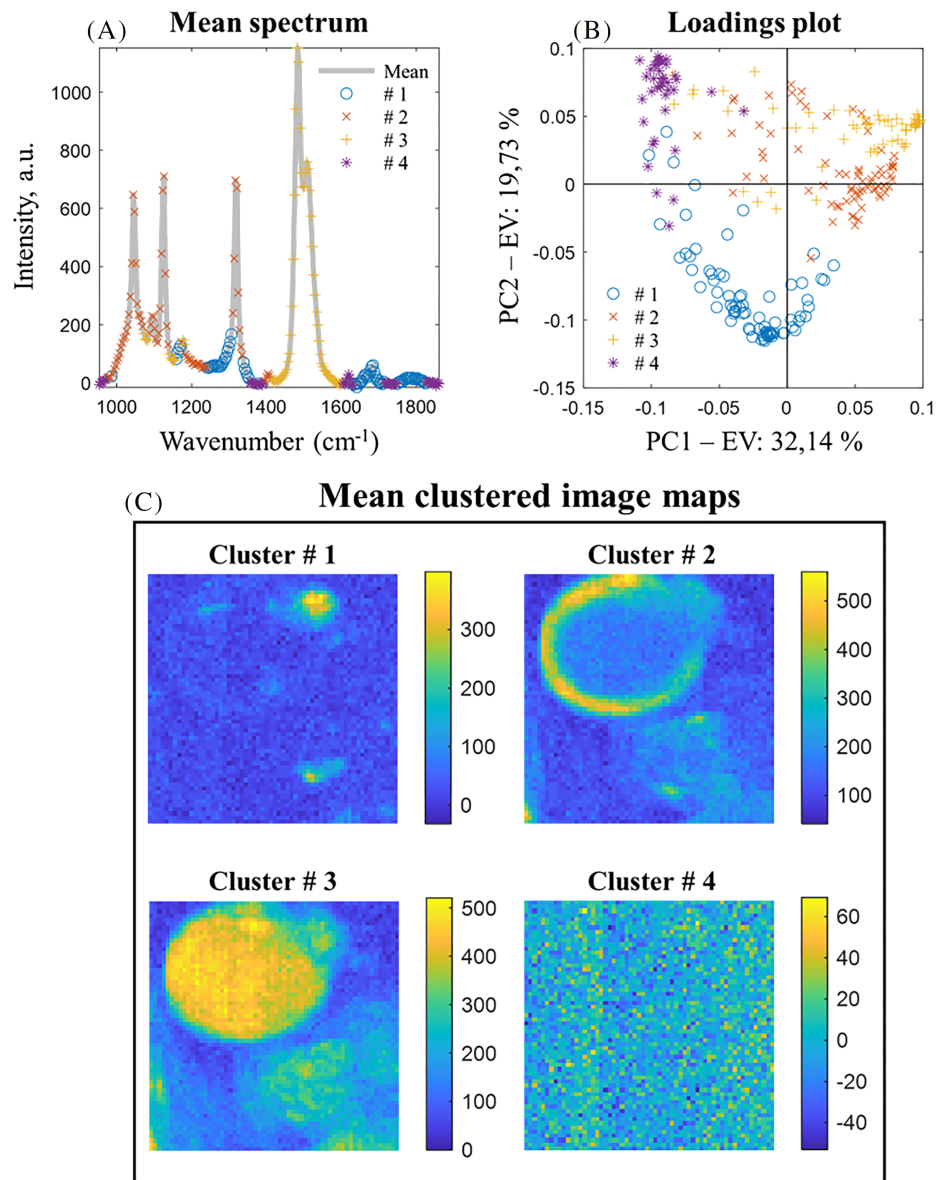 (A) Mean spectrum
Intensity, a.u.
1000
800
600
400
200
0
Mean
# 1
# 2
# 3
# 4
1000 1200 1400 1600 1800
Wavenumber (cm-1)
(B) Loadings plot
PC2 – EV: 19,73 %
0.1
0.05
0
-0.05
-0.1
-0.15
# 1
# 2
# 3
# 4
-0.15 -0.1 -0.05 0 0.05 0.1
PC1 – EV: 32,14 %
(C) Mean clustered image maps
Cluster # 1
300
200
100
0
Cluster # 2
500
400
300
200
100
Cluster # 3
500
400
300
200
100
0
Cluster # 4
60
40
20
0
-20
-40